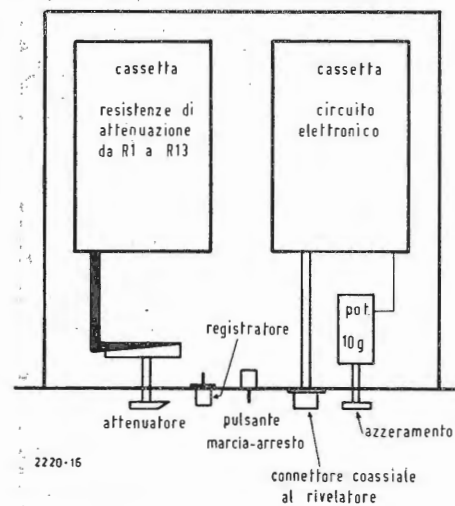 cassetta
resistenze di
attenuazione
da R1 a R13
cassetta
circuito
elettronico
pot.
10 g
registratore
attenuatore
pulsante
marcia-arresto
azzeramento
connettore coassiale
al rivelatore
2220-16